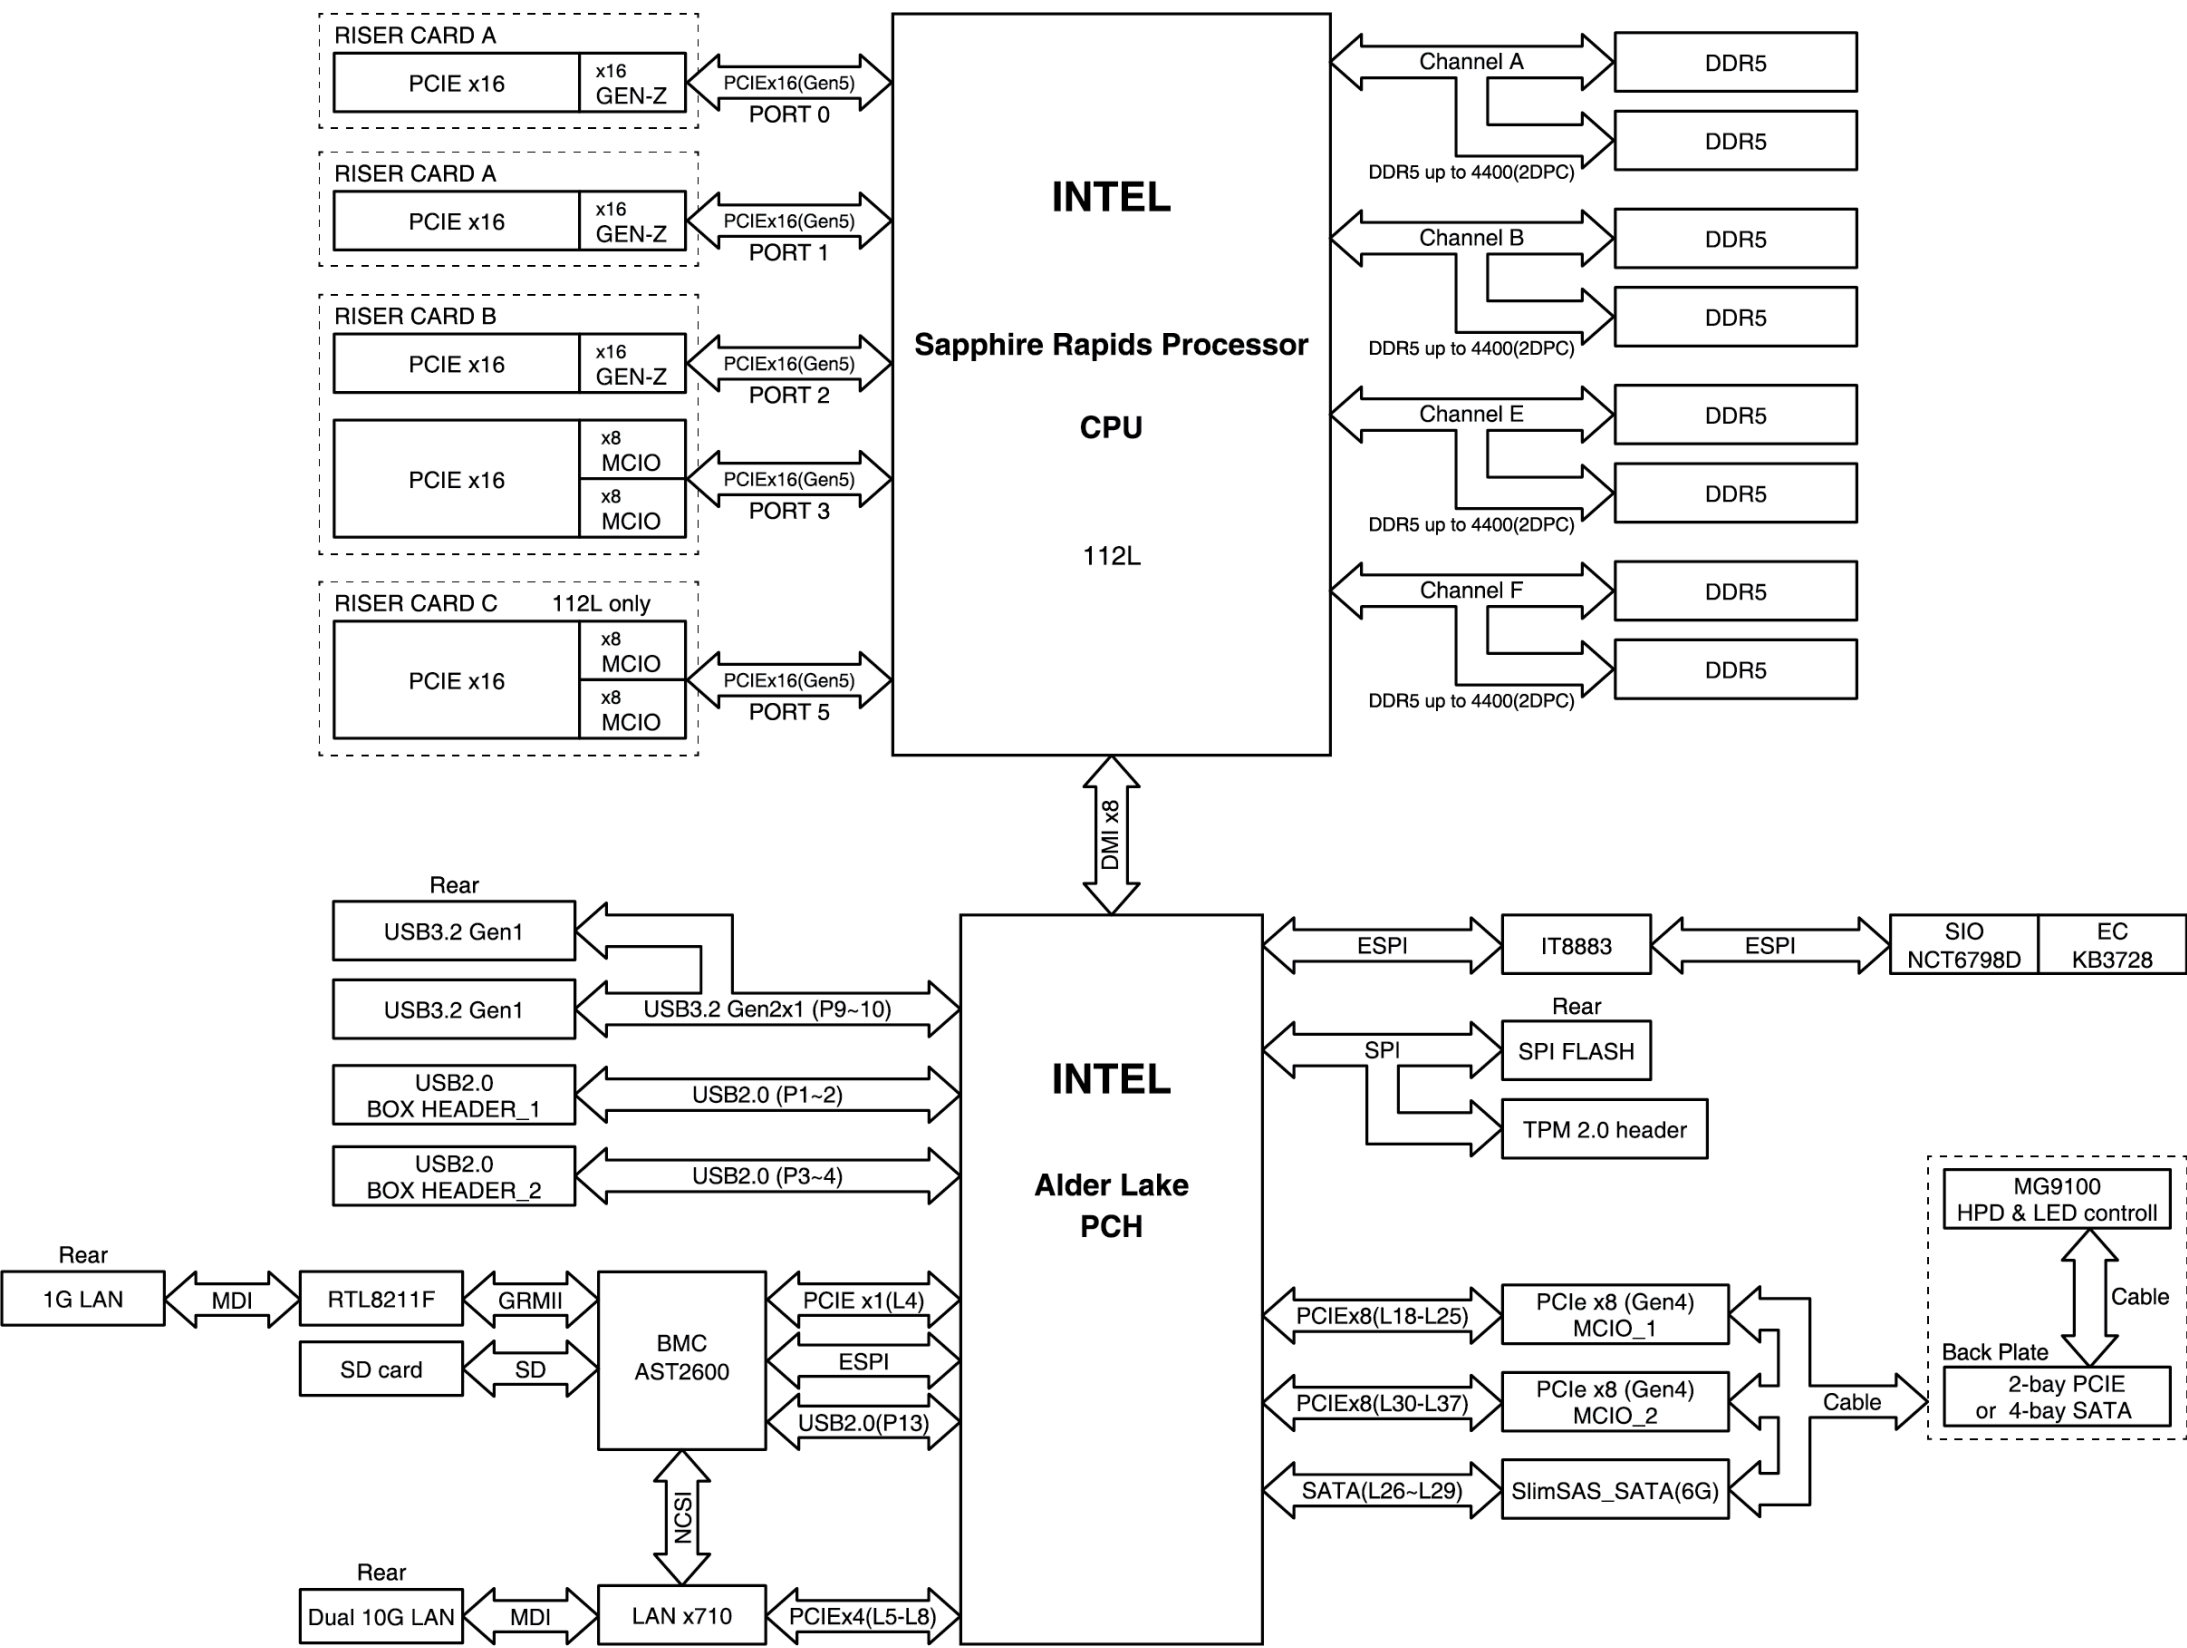 RISER CARD A
PCIE x16
x16
GEN-Z
PCIEx16(Gen5)
PORT 0
RISER CARD A
PCIE x16
x16
GEN-Z
PCIEx16(Gen5)
PORT 1
RISER CARD B
PCIE x16
x16
GEN-Z
PCIEx16(Gen5)
PORT 2
PCIE x16
x8
MCIO
x8
MCIO
PCIEx16(Gen5)
PORT 3
RISER CARD C 112L only
PCIE x16
x8
MCIO
x8
MCIO
PCIEx16(Gen5)
PORT 5
INTEL
Sapphire Rapids Processor
CPU
112L
Channel A
DDR5
DDR5
DDR5 up to 4400(2DPC)
Channel B
DDR5
DDR5
DDR5 up to 4400(2DPC)
Channel E
DDR5
DDR5
DDR5 up to 4400(2DPC)
Channel F
DDR5
DDR5
DDR5 up to 4400(2DPC)
DMI x8
Rear
USB3.2 Gen1
USB3.2 Gen1
USB3.2 Gen2x1 (P9~10)
USB2.0
BOX HEADER_1
USB2.0 (P1~2)
USB2.0
BOX HEADER_2
USB2.0 (P3~4)
Rear
1G LAN
MDI
RTL8211F
GRMII
SD card
SD
BMC
AST2600
PCIE x1(L4)
ESPI
USB2.0(P13)
NCSI
Rear
Dual 10G LAN
MDI
LAN x710
PCIEx4(L5-L8)
INTEL
Alder Lake
PCH
ESPI
IT8883
ESPI
SIO
NCT6798D
EC
KB3728
SPI
Rear
SPI FLASH
TPM 2.0 header
PCIEx8(L18-L25)
PCIe x8 (Gen4)
MCIO_1
PCIEx8(L30-L37)
PCIe x8 (Gen4)
MCIO_2
SATA(L26~L29)
SlimSAS_SATA(6G)
Cable
MG9100
HPD & LED controll
Cable
Back Plate
2-bay PCIE
or 4-bay SATA